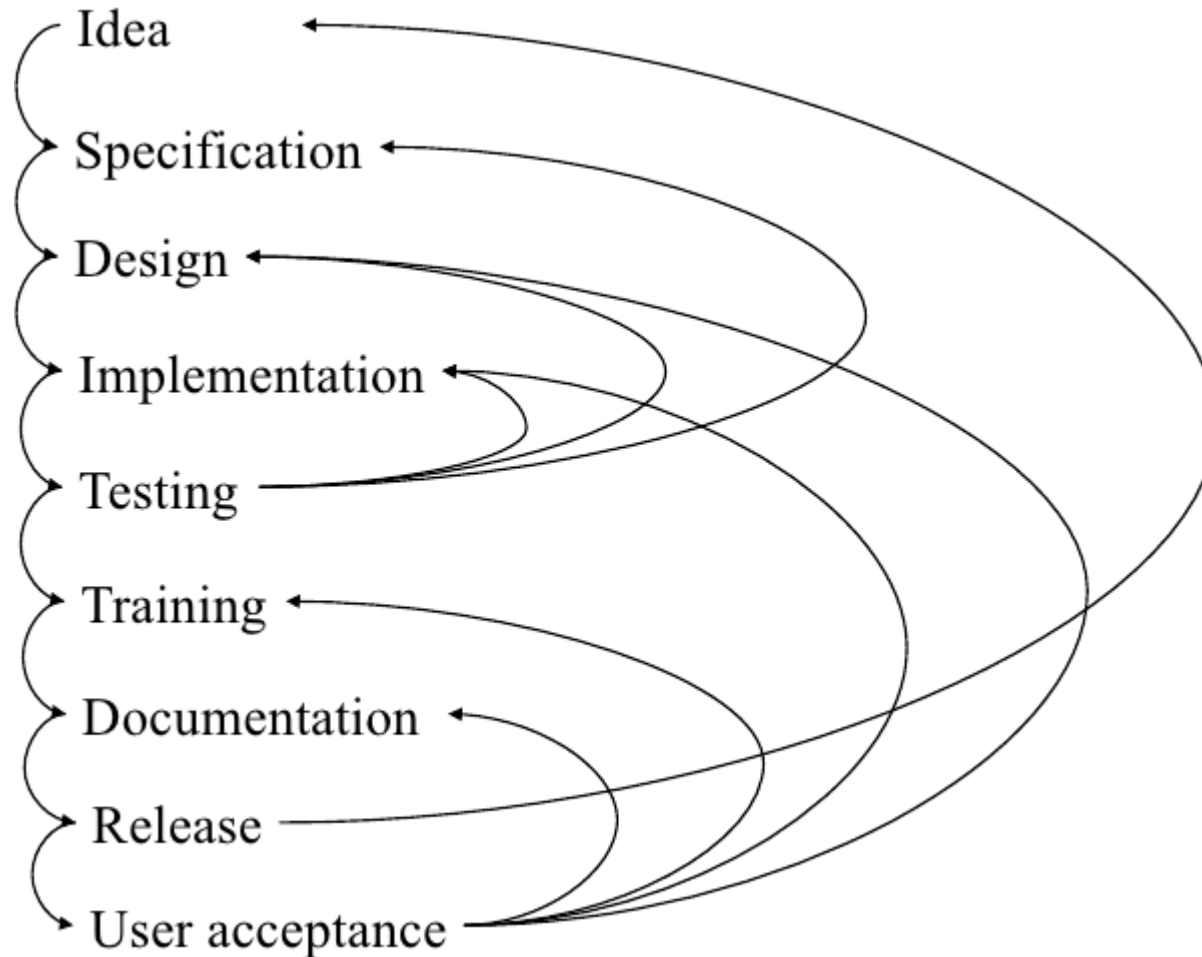 Idea
Specification
Design
Implementation
Testing
Training
Documentation
Release
User acceptance